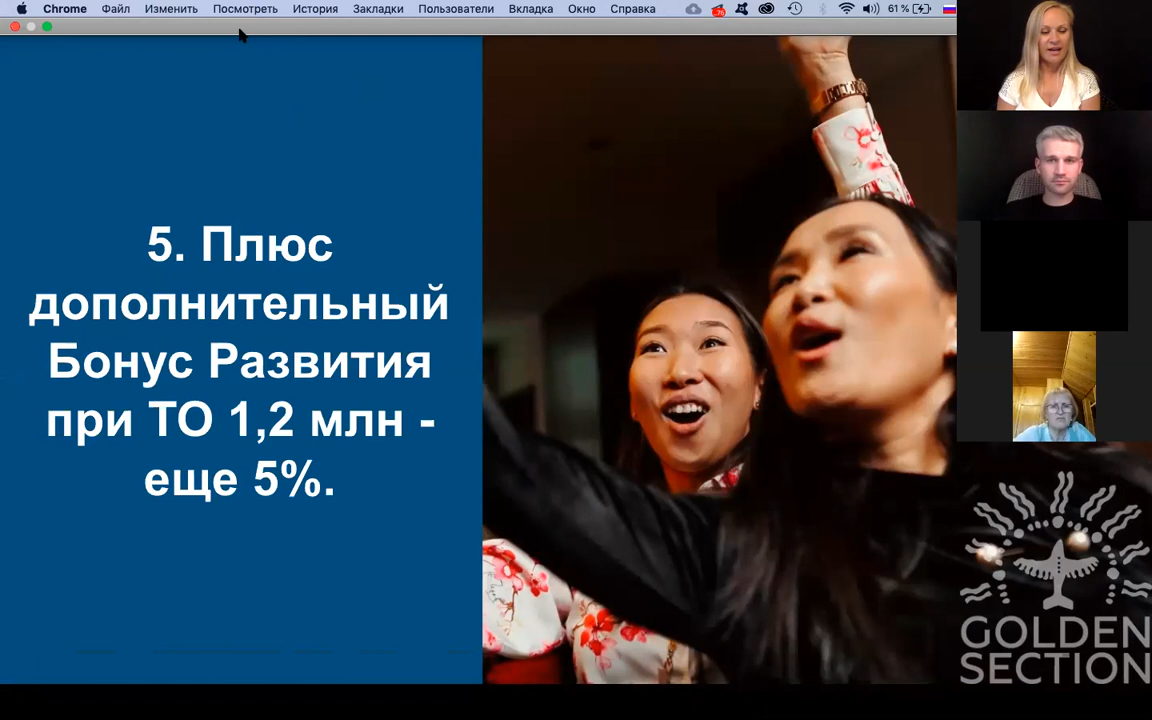 Chrome Файл Изменить Посмотреть История Закладки Пользователи Вкладка Окно Справка 61 %
5. Плюс
дополнительный
Бонус Развития
при ТО 1,2 млн -
еще 5%.
GOLDEN
SECTION